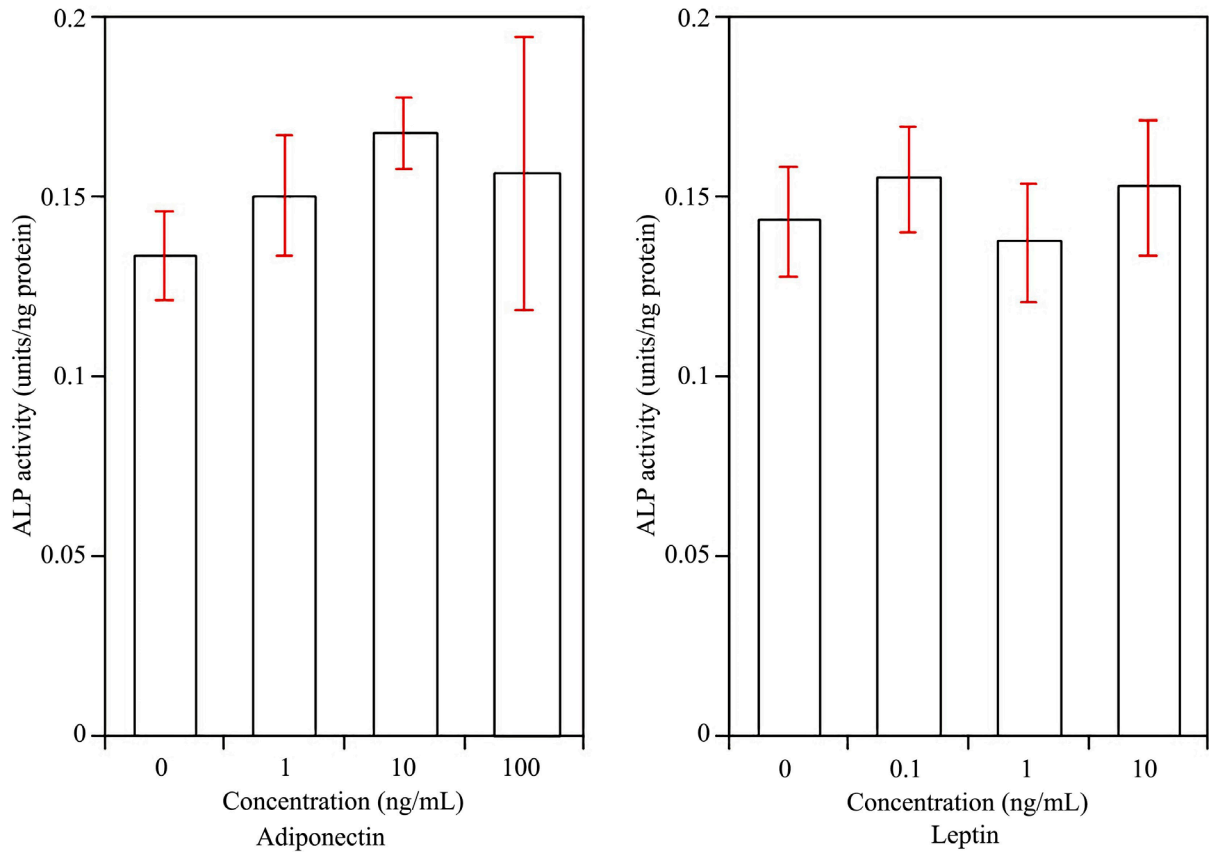 ALP activity (units/ng protein)
0.2
0.15
0.1
0.05
0
0 1 10 100
Concentration (ng/mL)
Adiponectin
ALP activity (units/ng protein)
0.2
0.15
0.1
0.05
0
0 0.1 1 10
Concentration (ng/mL)
Leptin